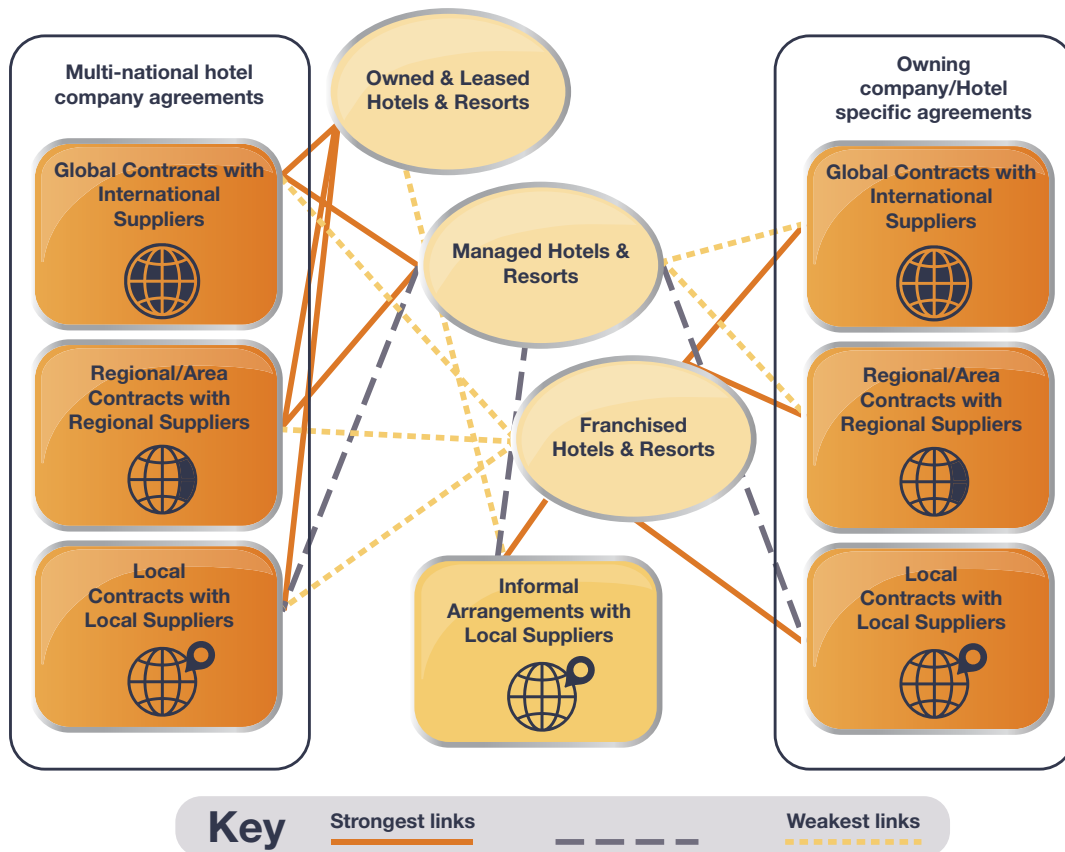 Multi-national hotel
company agreements
Global Contracts with
International
Suppliers
Regional/Area
Contracts with
Regional Suppliers
Local
Contracts with
Local Suppliers
Owned & Leased
Hotels & Resorts
Managed Hotels &
Resorts
Franchised
Hotels & Resorts
Informal
Arrangements with
Local Suppliers
Owning
company/Hotel
specific agreements
Global Contracts with
International
Suppliers
Regional/Area
Contracts with
Regional Suppliers
Local
Contracts with
Local Suppliers
Key
Strongest links
Weakest links